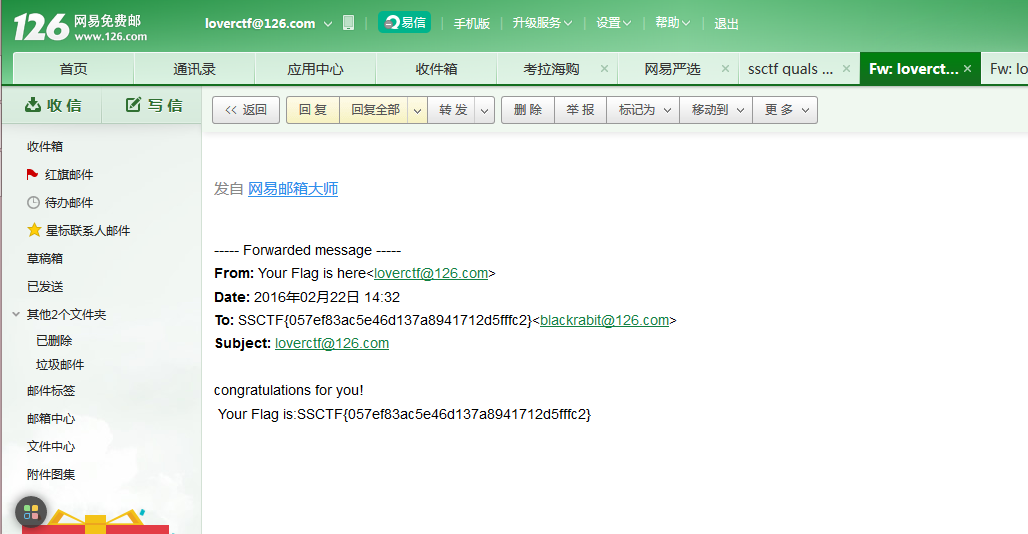 126 网易免费邮
www.126.com
loverctf@126.com 易信 手机版 升级服务 设置 帮助 退出
首页 通讯录 应用中心 收件箱 考拉海购 × 网易严选 × ssctf quals ... × Fw: loverct... × Fw: lo
收 信 写 信
<< 返回 回 复 回复全部 转 发 删 除 举 报 标记为 移动到 更 多
收件箱
红旗邮件
待办邮件
星标联系人邮件
草稿箱
已发送
其他2个文件夹
已删除
垃圾邮件
邮件标签
邮箱中心
文件中心
附件图集
发自 网易邮箱大师
----- Forwarded message -----
From: Your Flag is here<loverctf@126.com>
Date: 2016年02月22日 14:32
To: SSCTF{057ef83ac5e46d137a8941712d5fffc2}<blackrabit@126.com>
Subject: loverctf@126.com
congratulations for you!
Your Flag is:SSCTF{057ef83ac5e46d137a8941712d5fffc2}